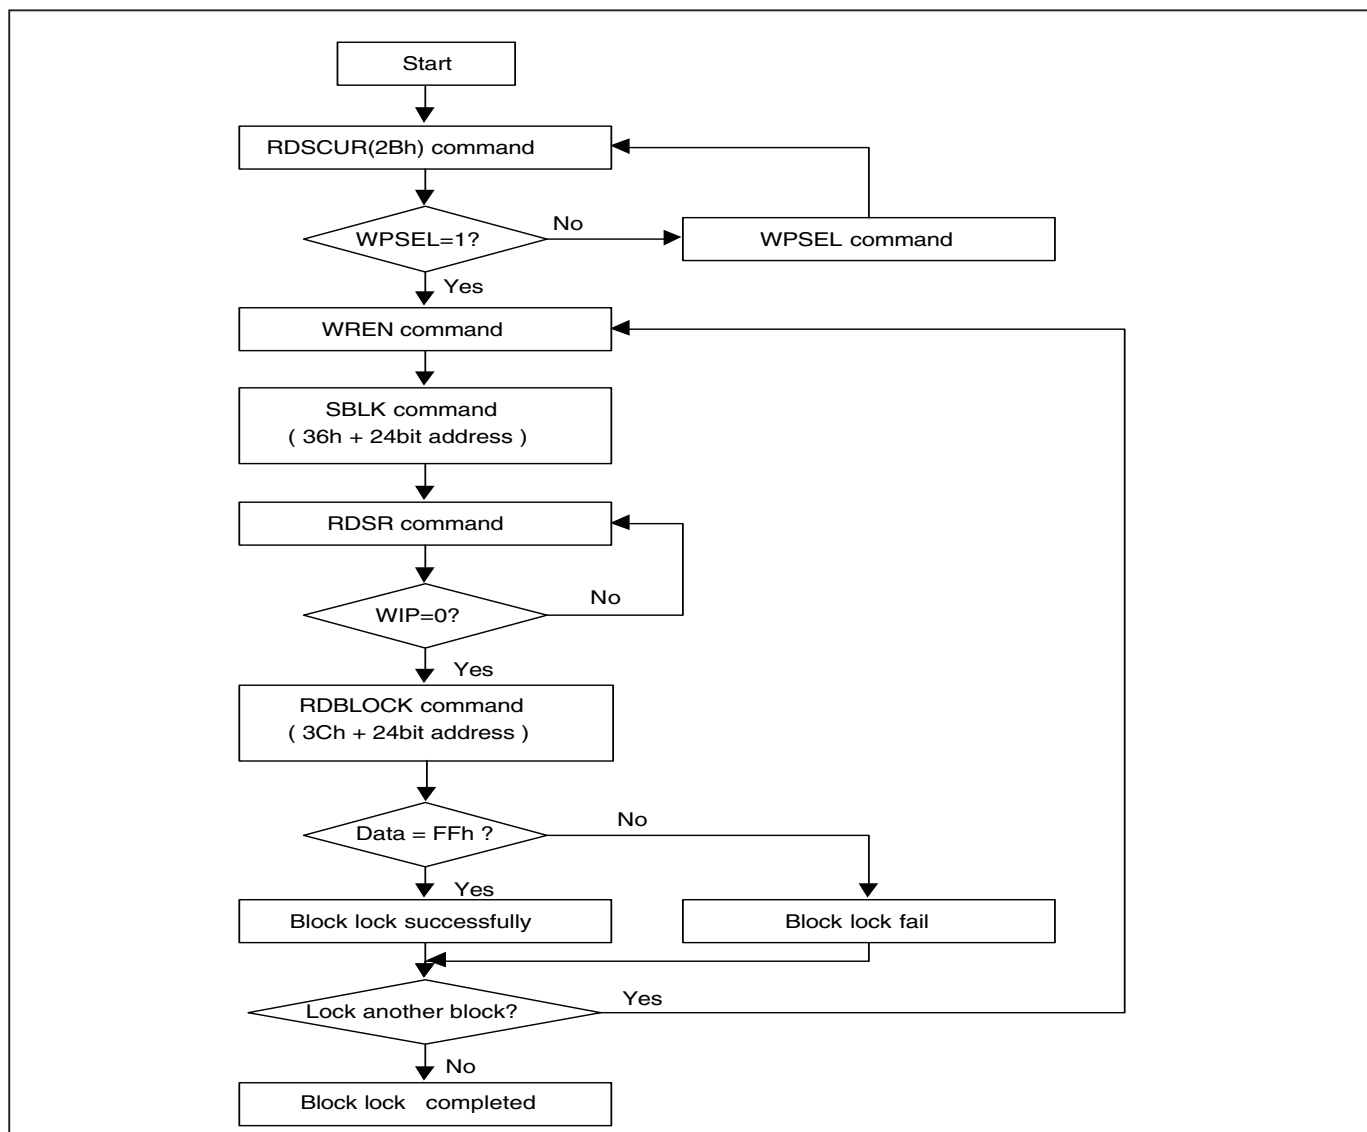 Start
RDSCUR(2Bh) command
WPSEL=1?
No
WPSEL command
Yes
WREN command
SBLK command
( 36h + 24bit address )
RDSR command
WIP=0?
No
Yes
RDBLOCK command
( 3Ch + 24bit address )
Data = FFh ?
No
Yes
Block lock successfully
Block lock fail
Lock another block?
Yes
No
Block lock completed